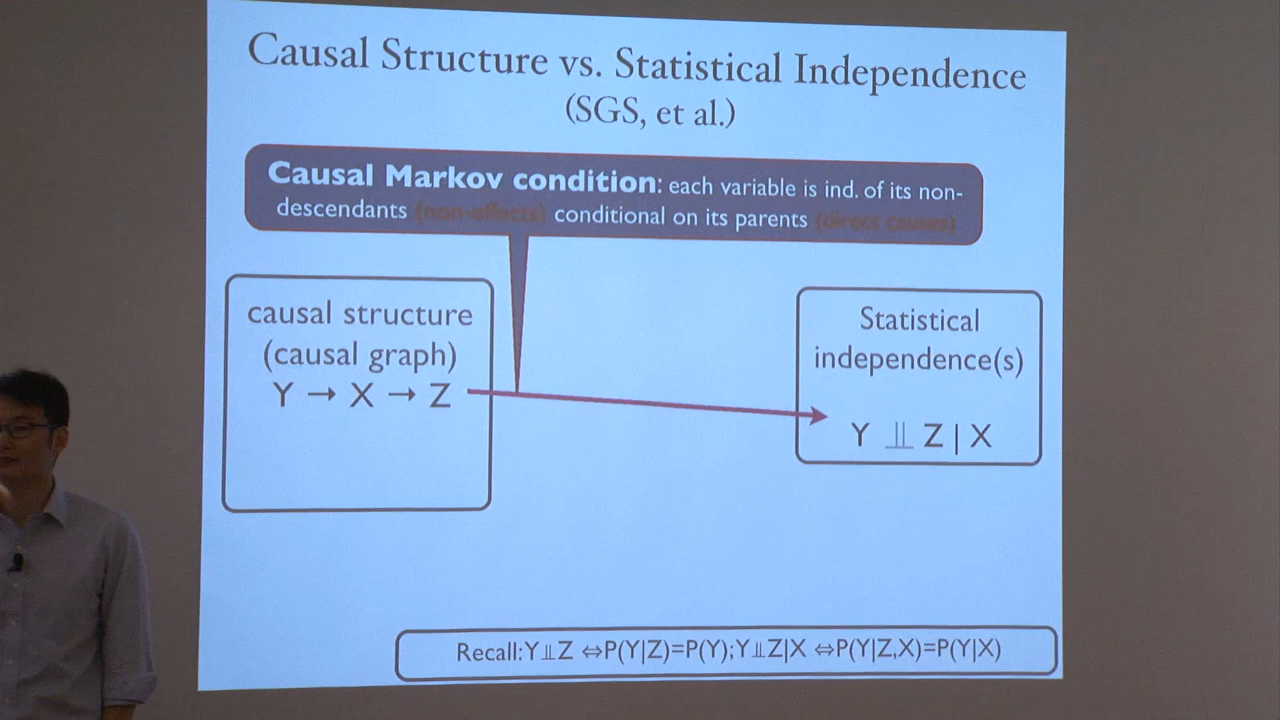 Causal Structure vs. Statistical Independence
(SGS, et al.)
Causal Markov condition: each variable is ind. of its non-
descendants (non-effects) conditional on its parents (direct causes)
causal structure
(causal graph)
Y → X → Z
Statistical
independence(s)
Y ⫫ Z | X
Recall:Y⫫Z ⇔P(Y|Z)=P(Y);Y⫫Z|X ⇔P(Y|Z,X)=P(Y|X)